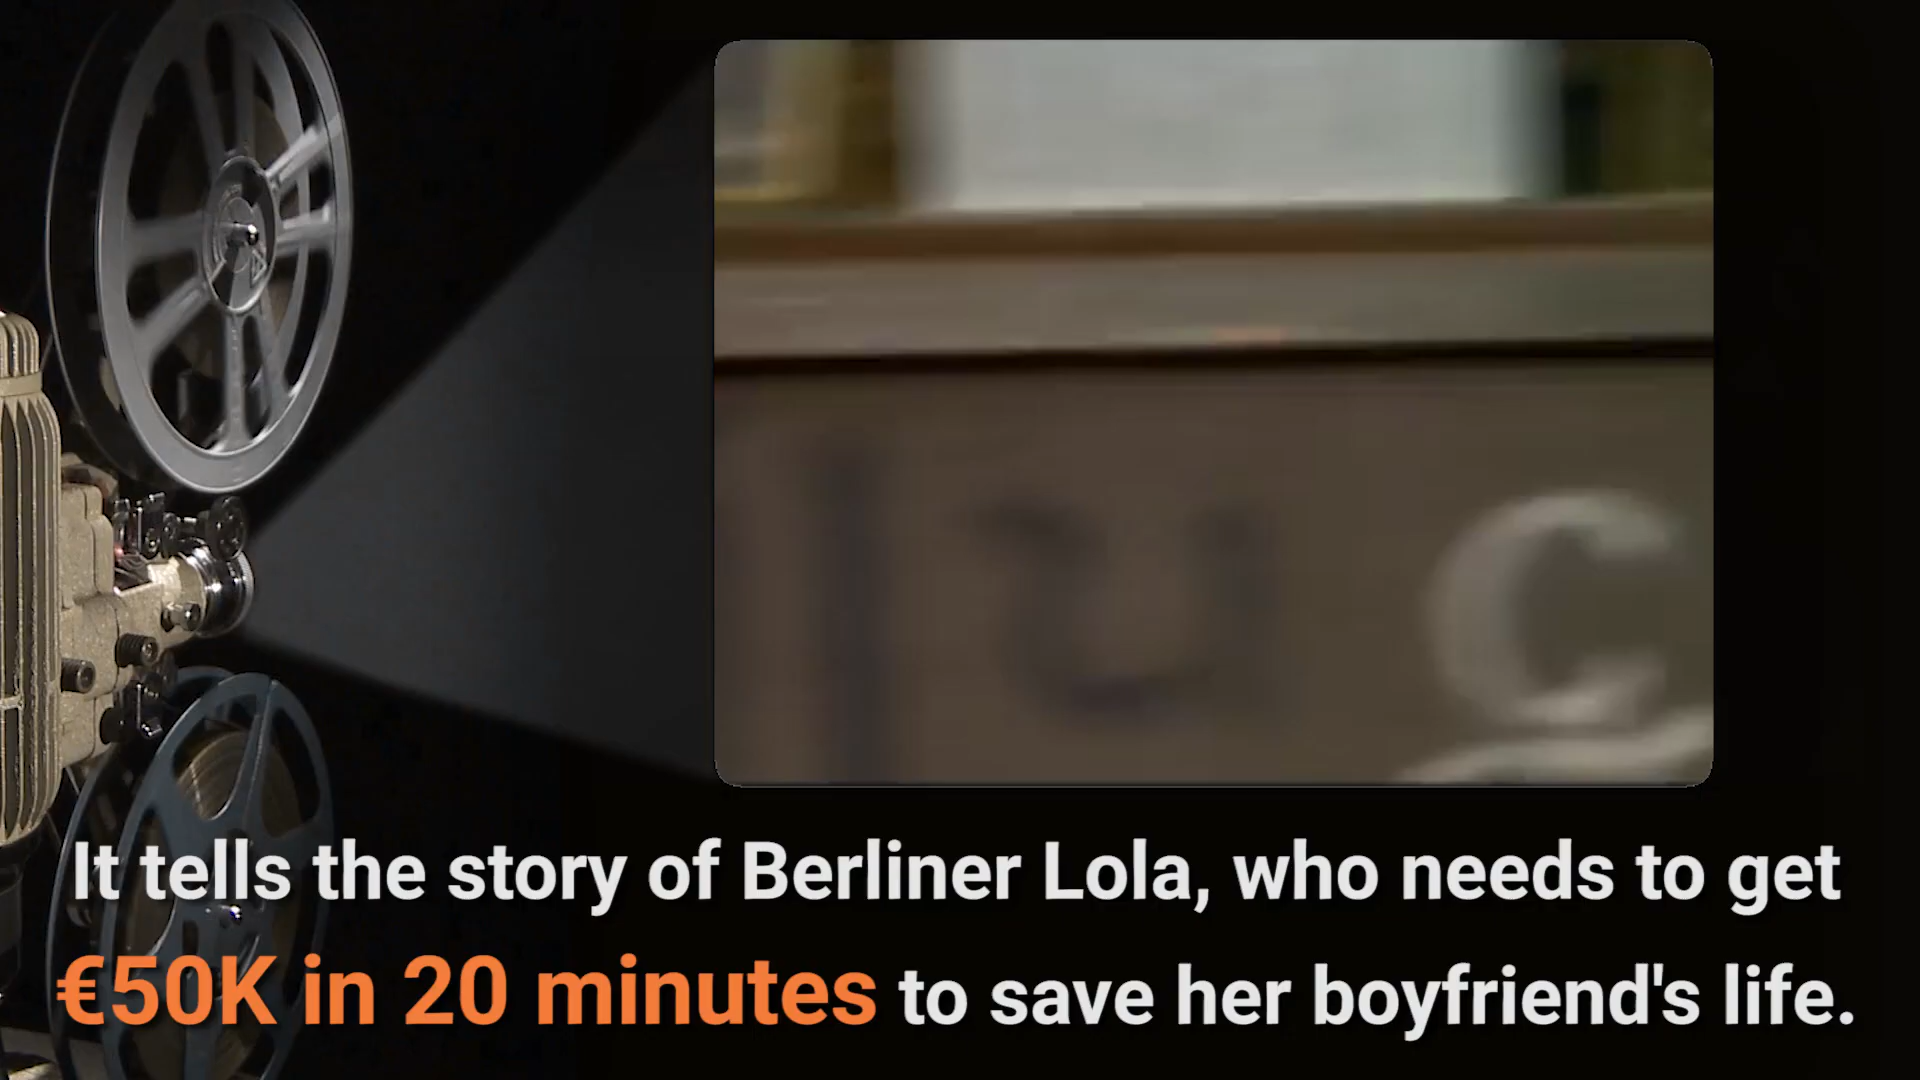 u c
It tells the story of Berliner Lola, who needs to get
€50K in 20 minutes to save her boyfriend's life.